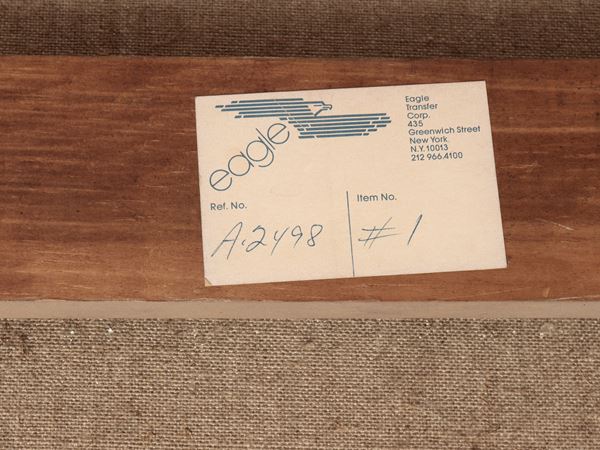 eagle
Eagle
Transfer
Corp.
435
Greenwich Street
New York.
N.Y. 10013
212 966.4100
Ref. No.
A.2498
Item No.
# 1